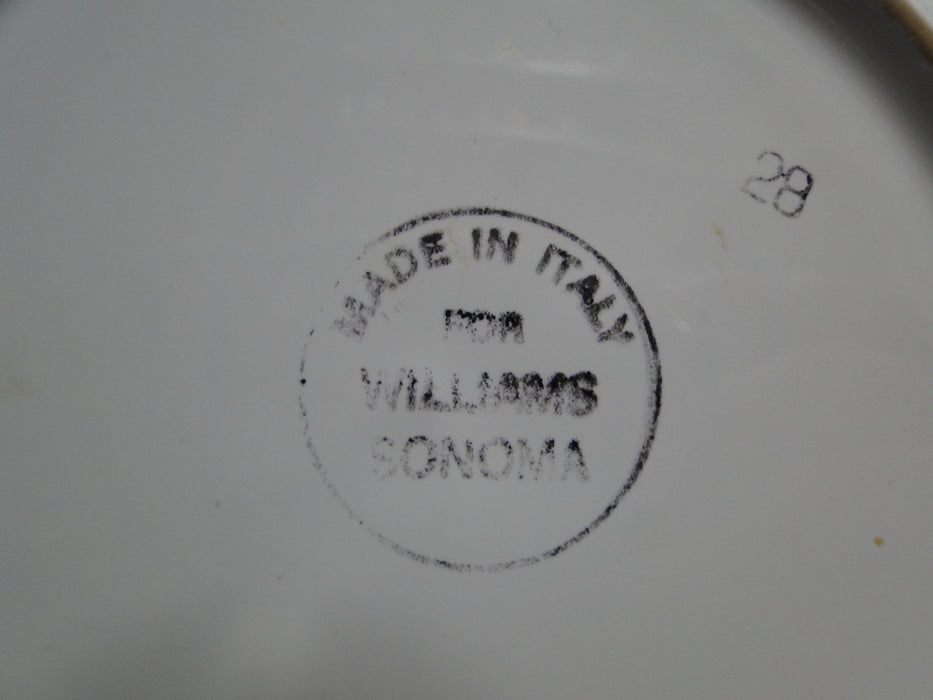 28
MADE IN ITALY
FOR
WILLIAMS
SONOMA